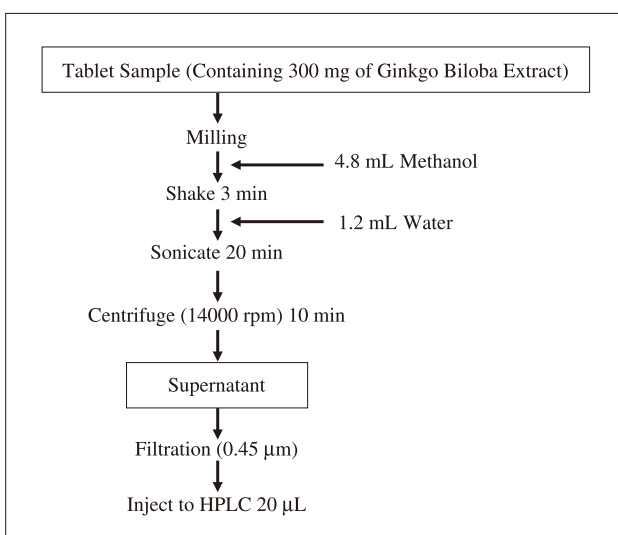 Tablet Sample (Containing 300 mg of Ginkgo Biloba Extract)
Milling
4.8 mL Methanol
Shake 3 min
1.2 mL Water
Sonicate 20 min
Centrifuge (14000 rpm) 10 min
Supernatant
Filtration (0.45 µm)
Inject to HPLC 20 µL